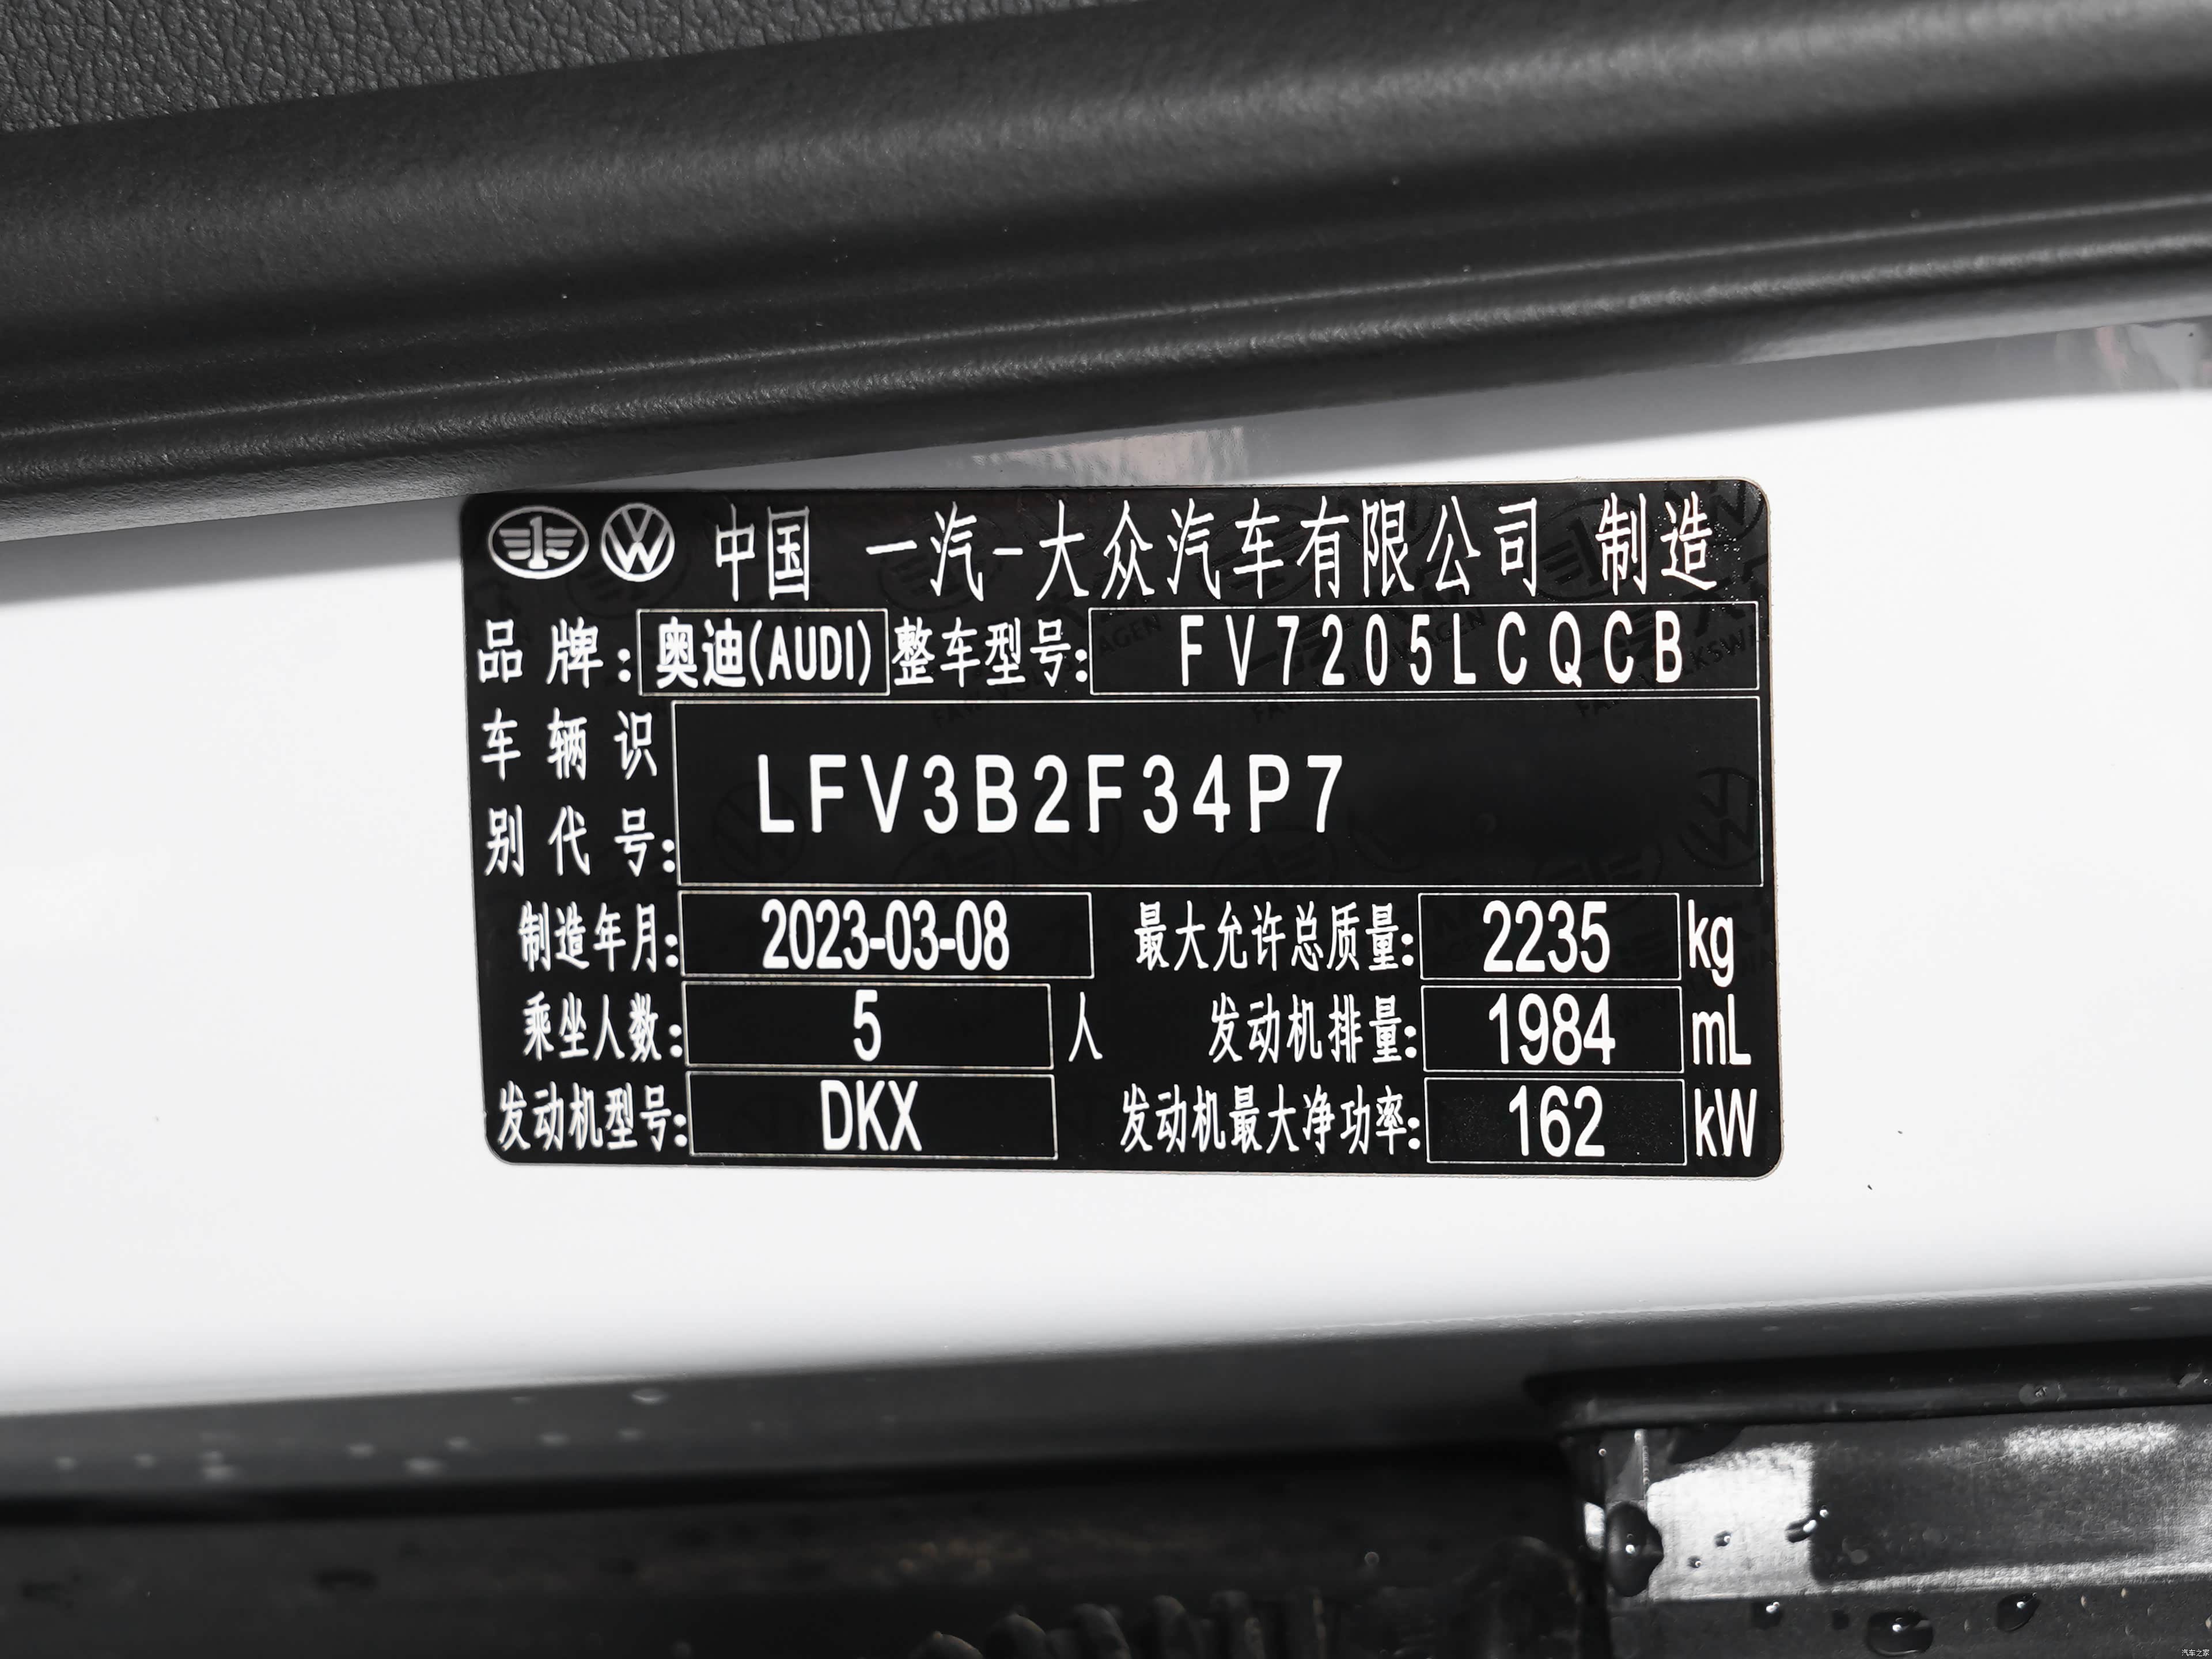 中国 一汽-大众汽车有限公司 制造
品牌: 奥迪(AUDI) 整车型号: FV7205LCQCB
车辆识
别代号: LFV3B2F34P7
制造年月: 2023-03-08 最大允许总质量: 2235 kg
乘坐人数: 5 人 发动机排量: 1984 mL
发动机型号: DKX 发动机最大净功率: 162 kW
汽车之家